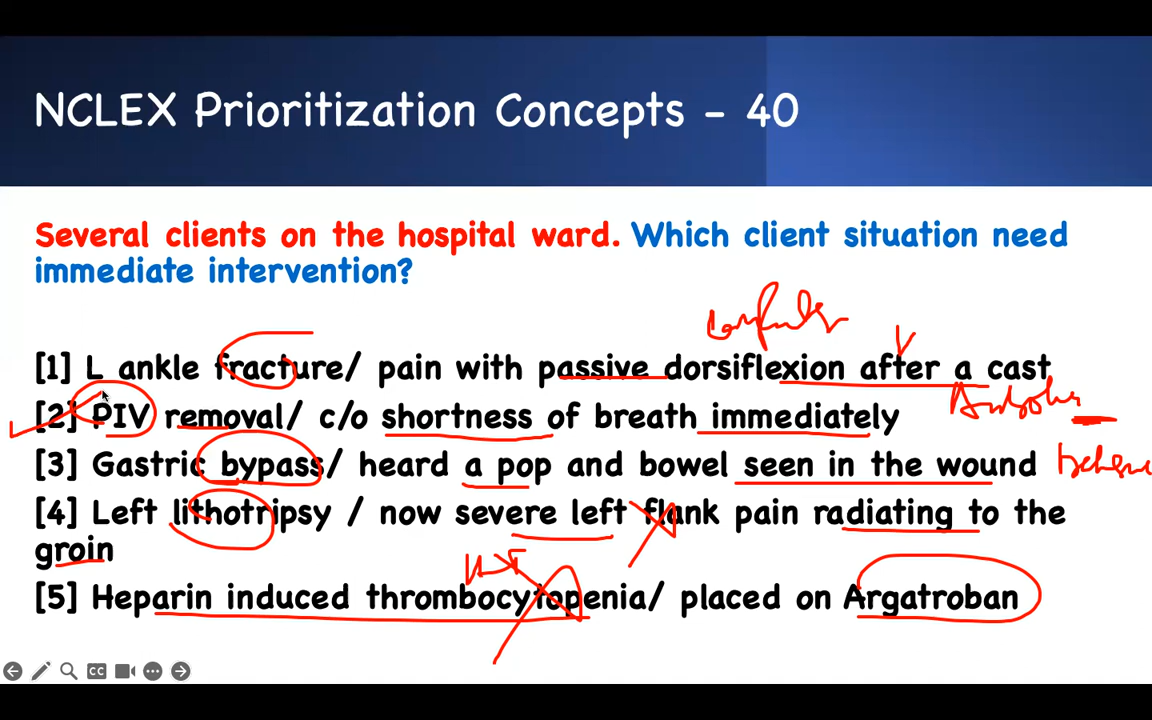 NCLEX Prioritization Concepts - 40
Several clients on the hospital ward. Which client situation need
immediate intervention?
[1] L ankle fracture/ pain with passive dorsiflexion after a cast
[2] PIV removal/ c/o shortness of breath immediately
[3] Gastric bypass/ heard a pop and bowel seen in the wound
[4] Left lithotripsy / now severe left flank pain radiating to the
groin
[5] Heparin induced thrombocytopenia/ placed on Argatroban